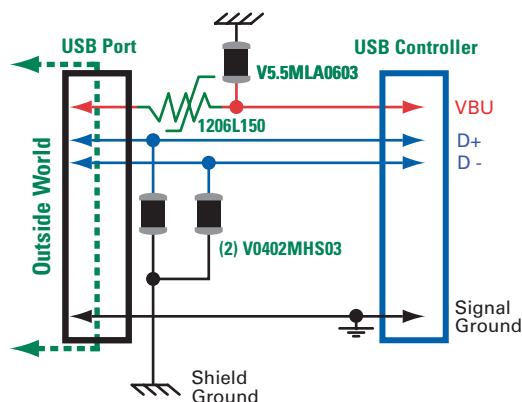 USB Port
USB Controller
V5.5MLA0603
VBU
1206L150
D+
D -
Outside World
(2) V0402MHS03
Signal
Ground
Shield
Ground